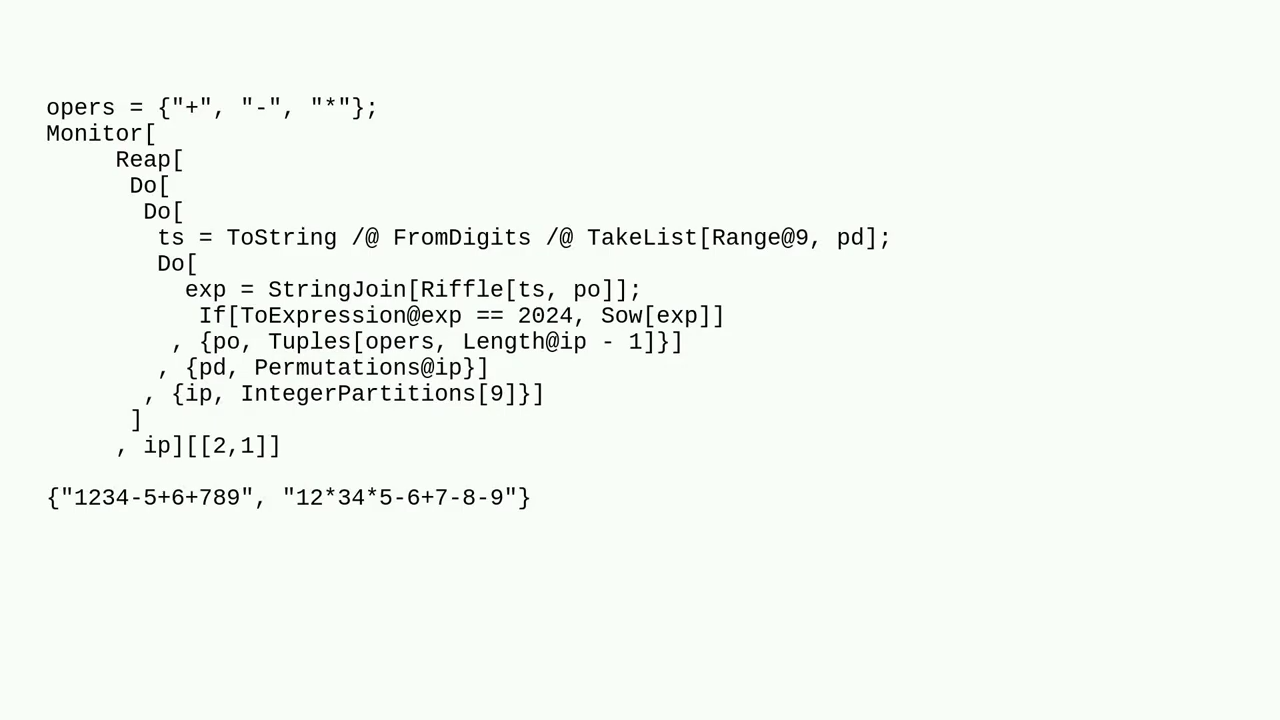 opers = {"+", "-", "*"};
Monitor[
     Reap[
      Do[
       Do[
        ts = ToString /@ FromDigits /@ TakeList[Range@9, pd];
        Do[
          exp = StringJoin[Riffle[ts, po]];
           If[ToExpression@exp == 2024, Sow[exp]]
         , {po, Tuples[opers, Length@ip - 1]}]
        , {pd, Permutations@ip}]
       , {ip, IntegerPartitions[9]}]
      ]
     , ip][[2,1]]
{"1234-5+6+789", "12*34*5-6+7-8-9"}